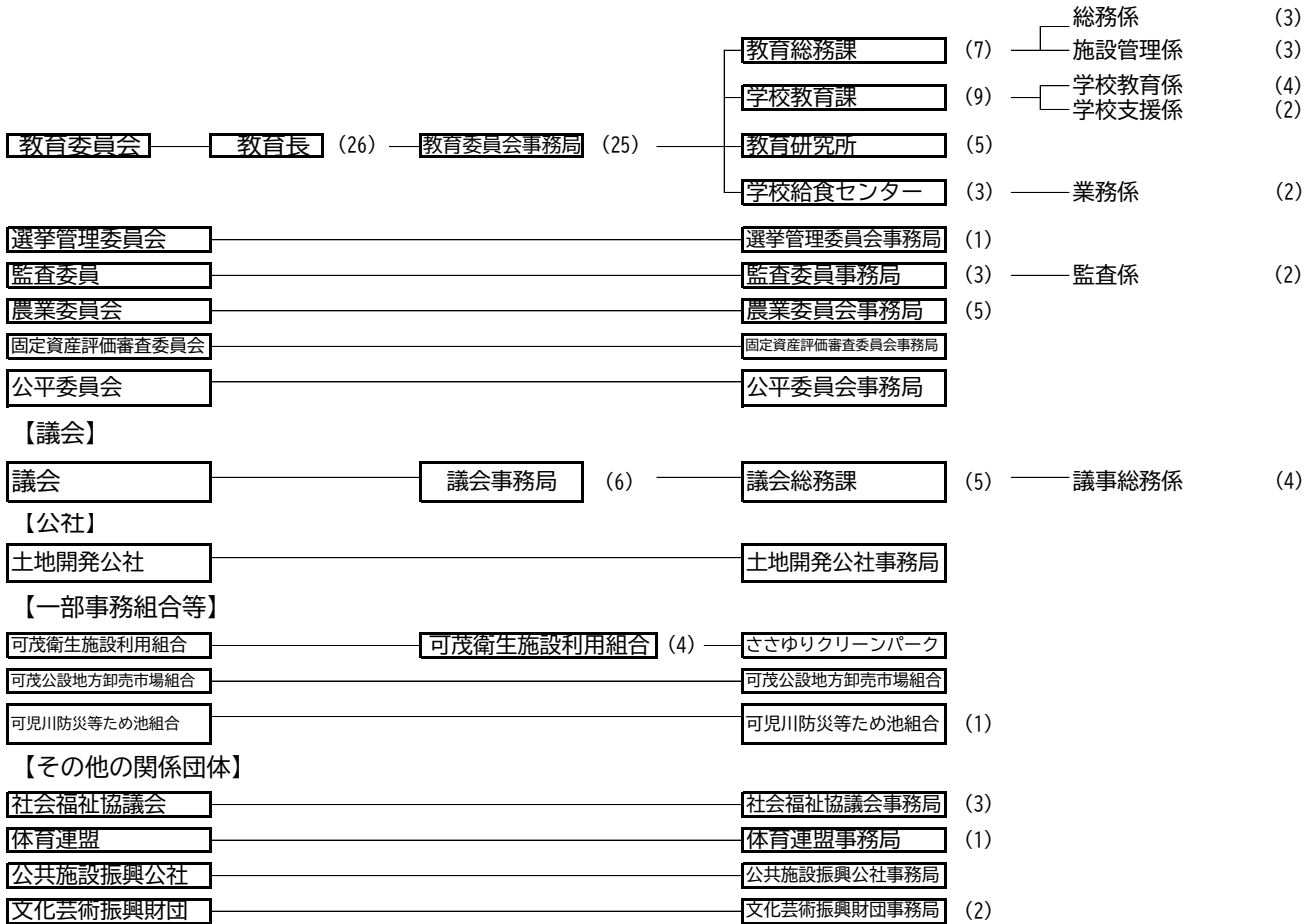 総務係 (3)
教育総務課 (7) 施設管理係 (3)
学校教育課 (9) 学校教育係 (4)
学校支援係 (2)
教育委員会 教育長 (26) 教育委員会事務局 (25) 教育研究所 (5)
学校給食センター (3) 業務係 (2)
選挙管理委員会 選挙管理委員会事務局 (1)
監査委員 監査委員事務局 (3) 監査係 (2)
農業委員会 農業委員会事務局 (5)
固定資産評価審査委員会 固定資産評価審査委員会事務局
公平委員会 公平委員会事務局
【議会】
議会 議会事務局 (6) 議会総務課 (5) 議事総務係 (4)
【公社】
土地開発公社 土地開発公社事務局
【一部事務組合等】
可茂衛生施設利用組合 可茂衛生施設利用組合 (4) ささゆりクリーンパーク
可茂公設地方卸売市場組合 可茂公設地方卸売市場組合
可児川防災等ため池組合 可児川防災等ため池組合 (1)
【その他の関係団体】
社会福祉協議会 社会福祉協議会事務局 (3)
体育連盟 体育連盟事務局 (1)
公共施設振興公社 公共施設振興公社事務局
文化芸術振興財団 文化芸術振興財団事務局 (2)